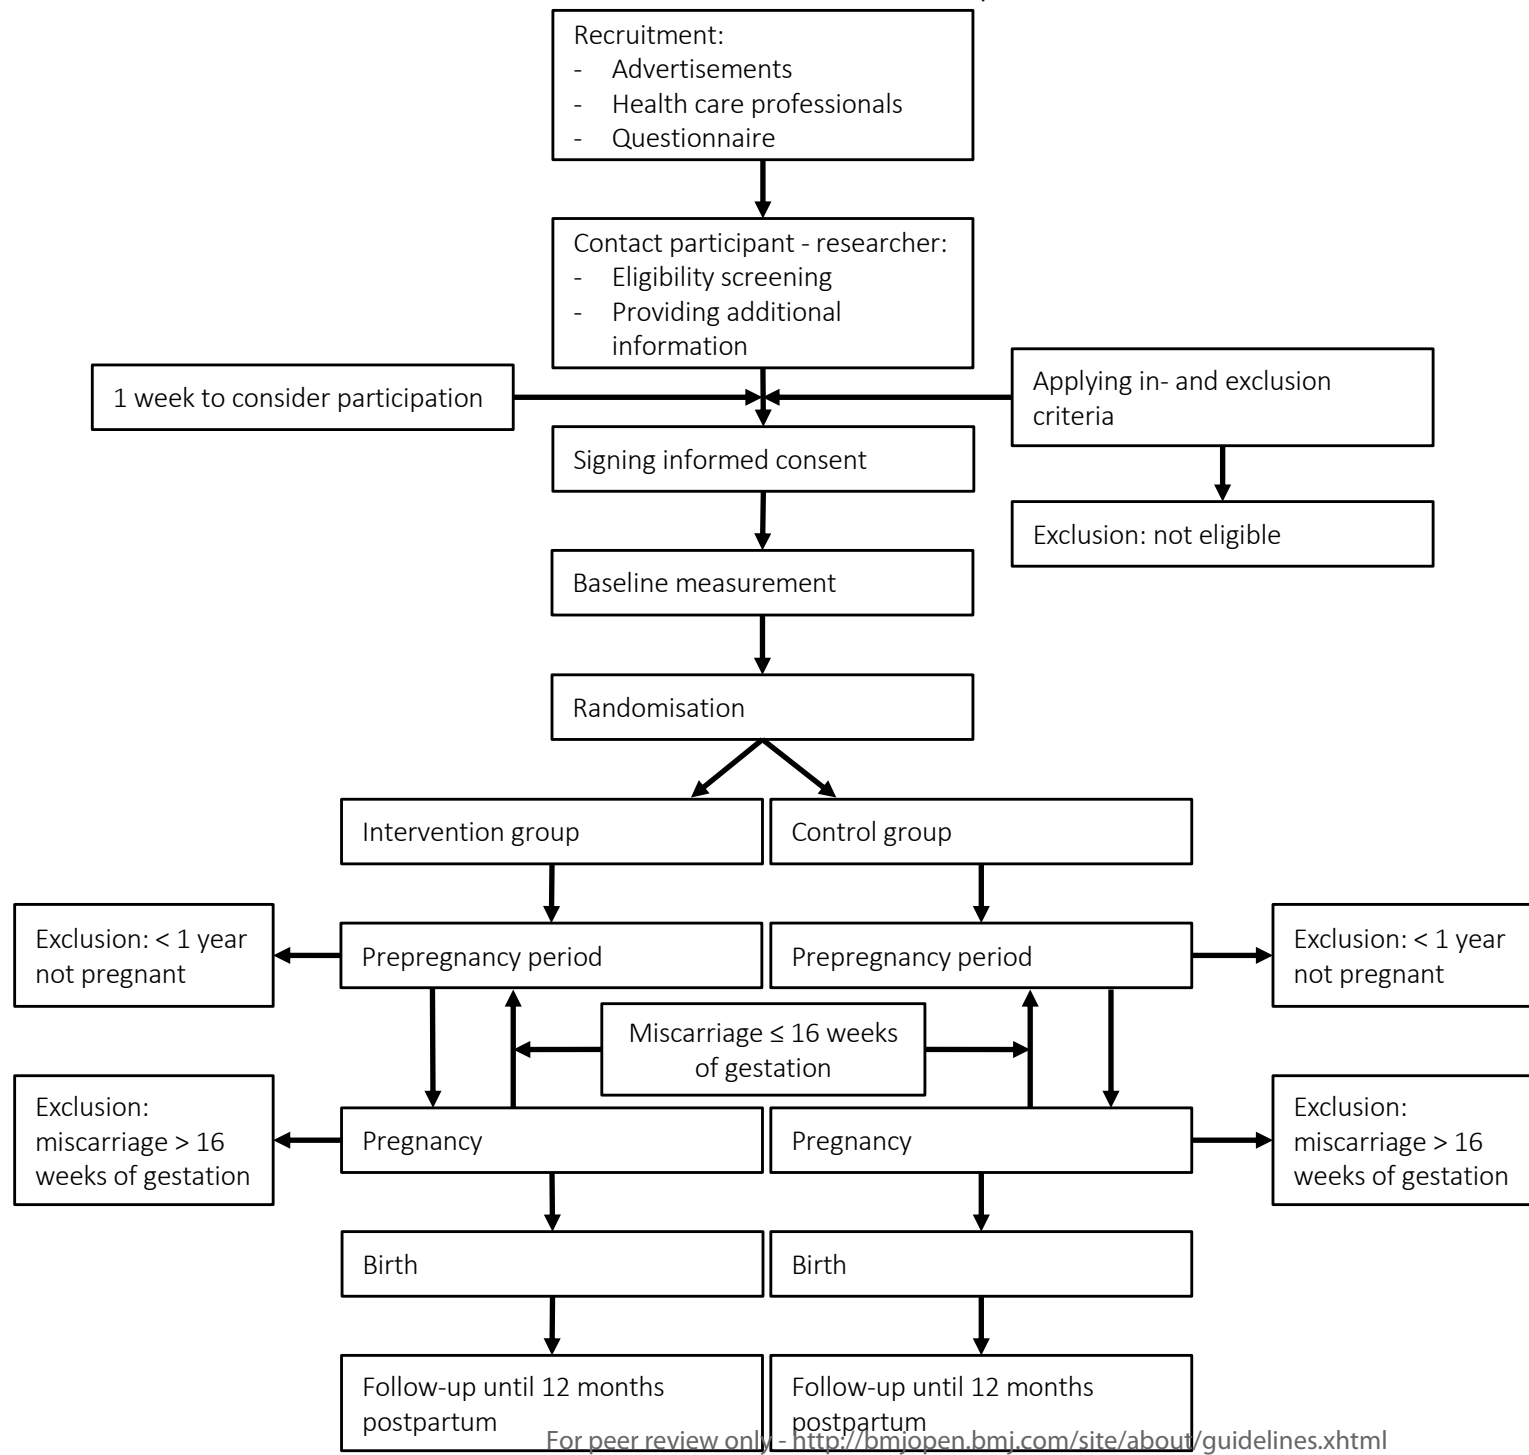 Recruitment:
- Advertisements
- Health care professionals
- Questionnaire
Contact participant - researcher:
- Eligibility screening
- Providing additional
information
1 week to consider participation
Applying in- and exclusion
criteria
Signing informed consent
Exclusion: not eligible
Baseline measurement
Randomisation
Intervention group
Control group
Exclusion: < 1 year
not pregnant
Prepregnancy period
Prepregnancy period
Exclusion: < 1 year
not pregnant
Miscarriage ≤ 16 weeks
of gestation
Exclusion:
miscarriage > 16
weeks of gestation
Pregnancy
Pregnancy
Exclusion:
miscarriage > 16
weeks of gestation
Birth
Birth
Follow-up until 12 months
postpartum
Follow-up until 12 months
postpartum
For peer review only - http://bmjopen.bmj.com/site/about/guidelines.xhtml